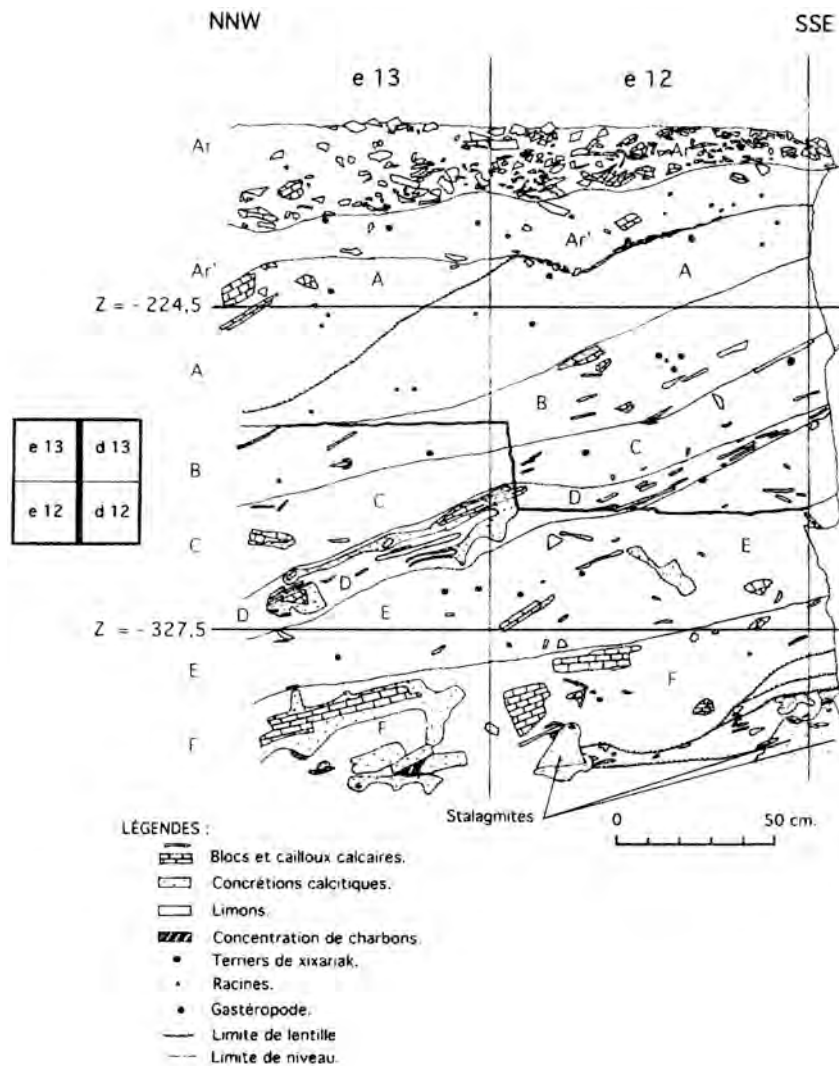 NNW SSE
e 13 e 12
Ar Ar
Ar'
Ar' A A
Z = - 224,5
A
B
e 13 d 13
B C
C
e 12 d 12
D
C E
D
D E
Z = - 327,5
E F
F F
Stalagmites
0 50 cm.
LÉGENDES :
Blocs et cailloux calcaires.
Concrétions calcitiques.
Limons.
Concentration de charbons.
Terriers de xixariak.
Racines.
Gastéropode.
Limite de lentille
Limite de niveau.